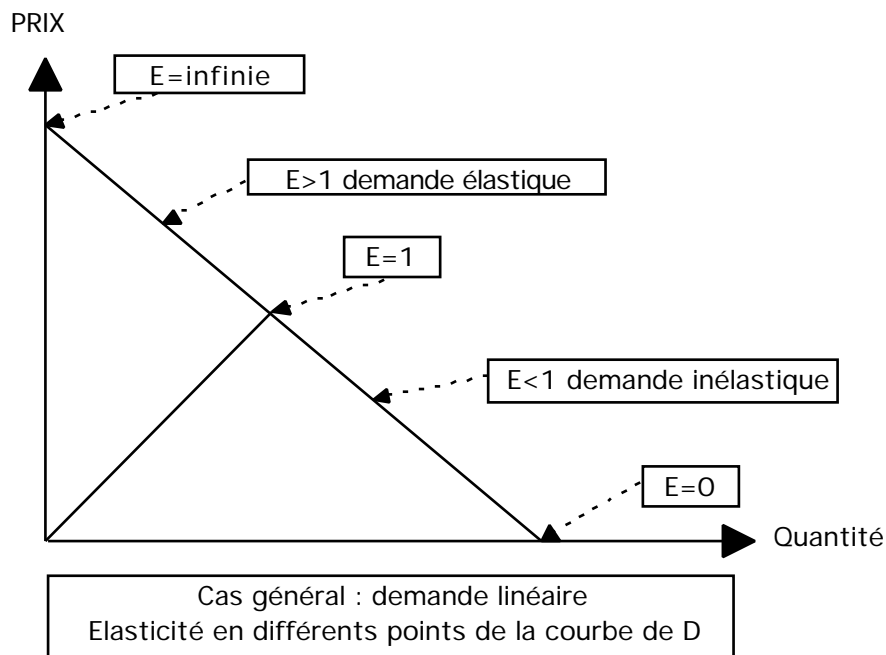 PRIX
E=infinie
E>1 demande élastique
E=1
E<1 demande inélastique
E=0
Quantité
Cas général : demande linéaire
Elasticité en différents points de la courbe de D